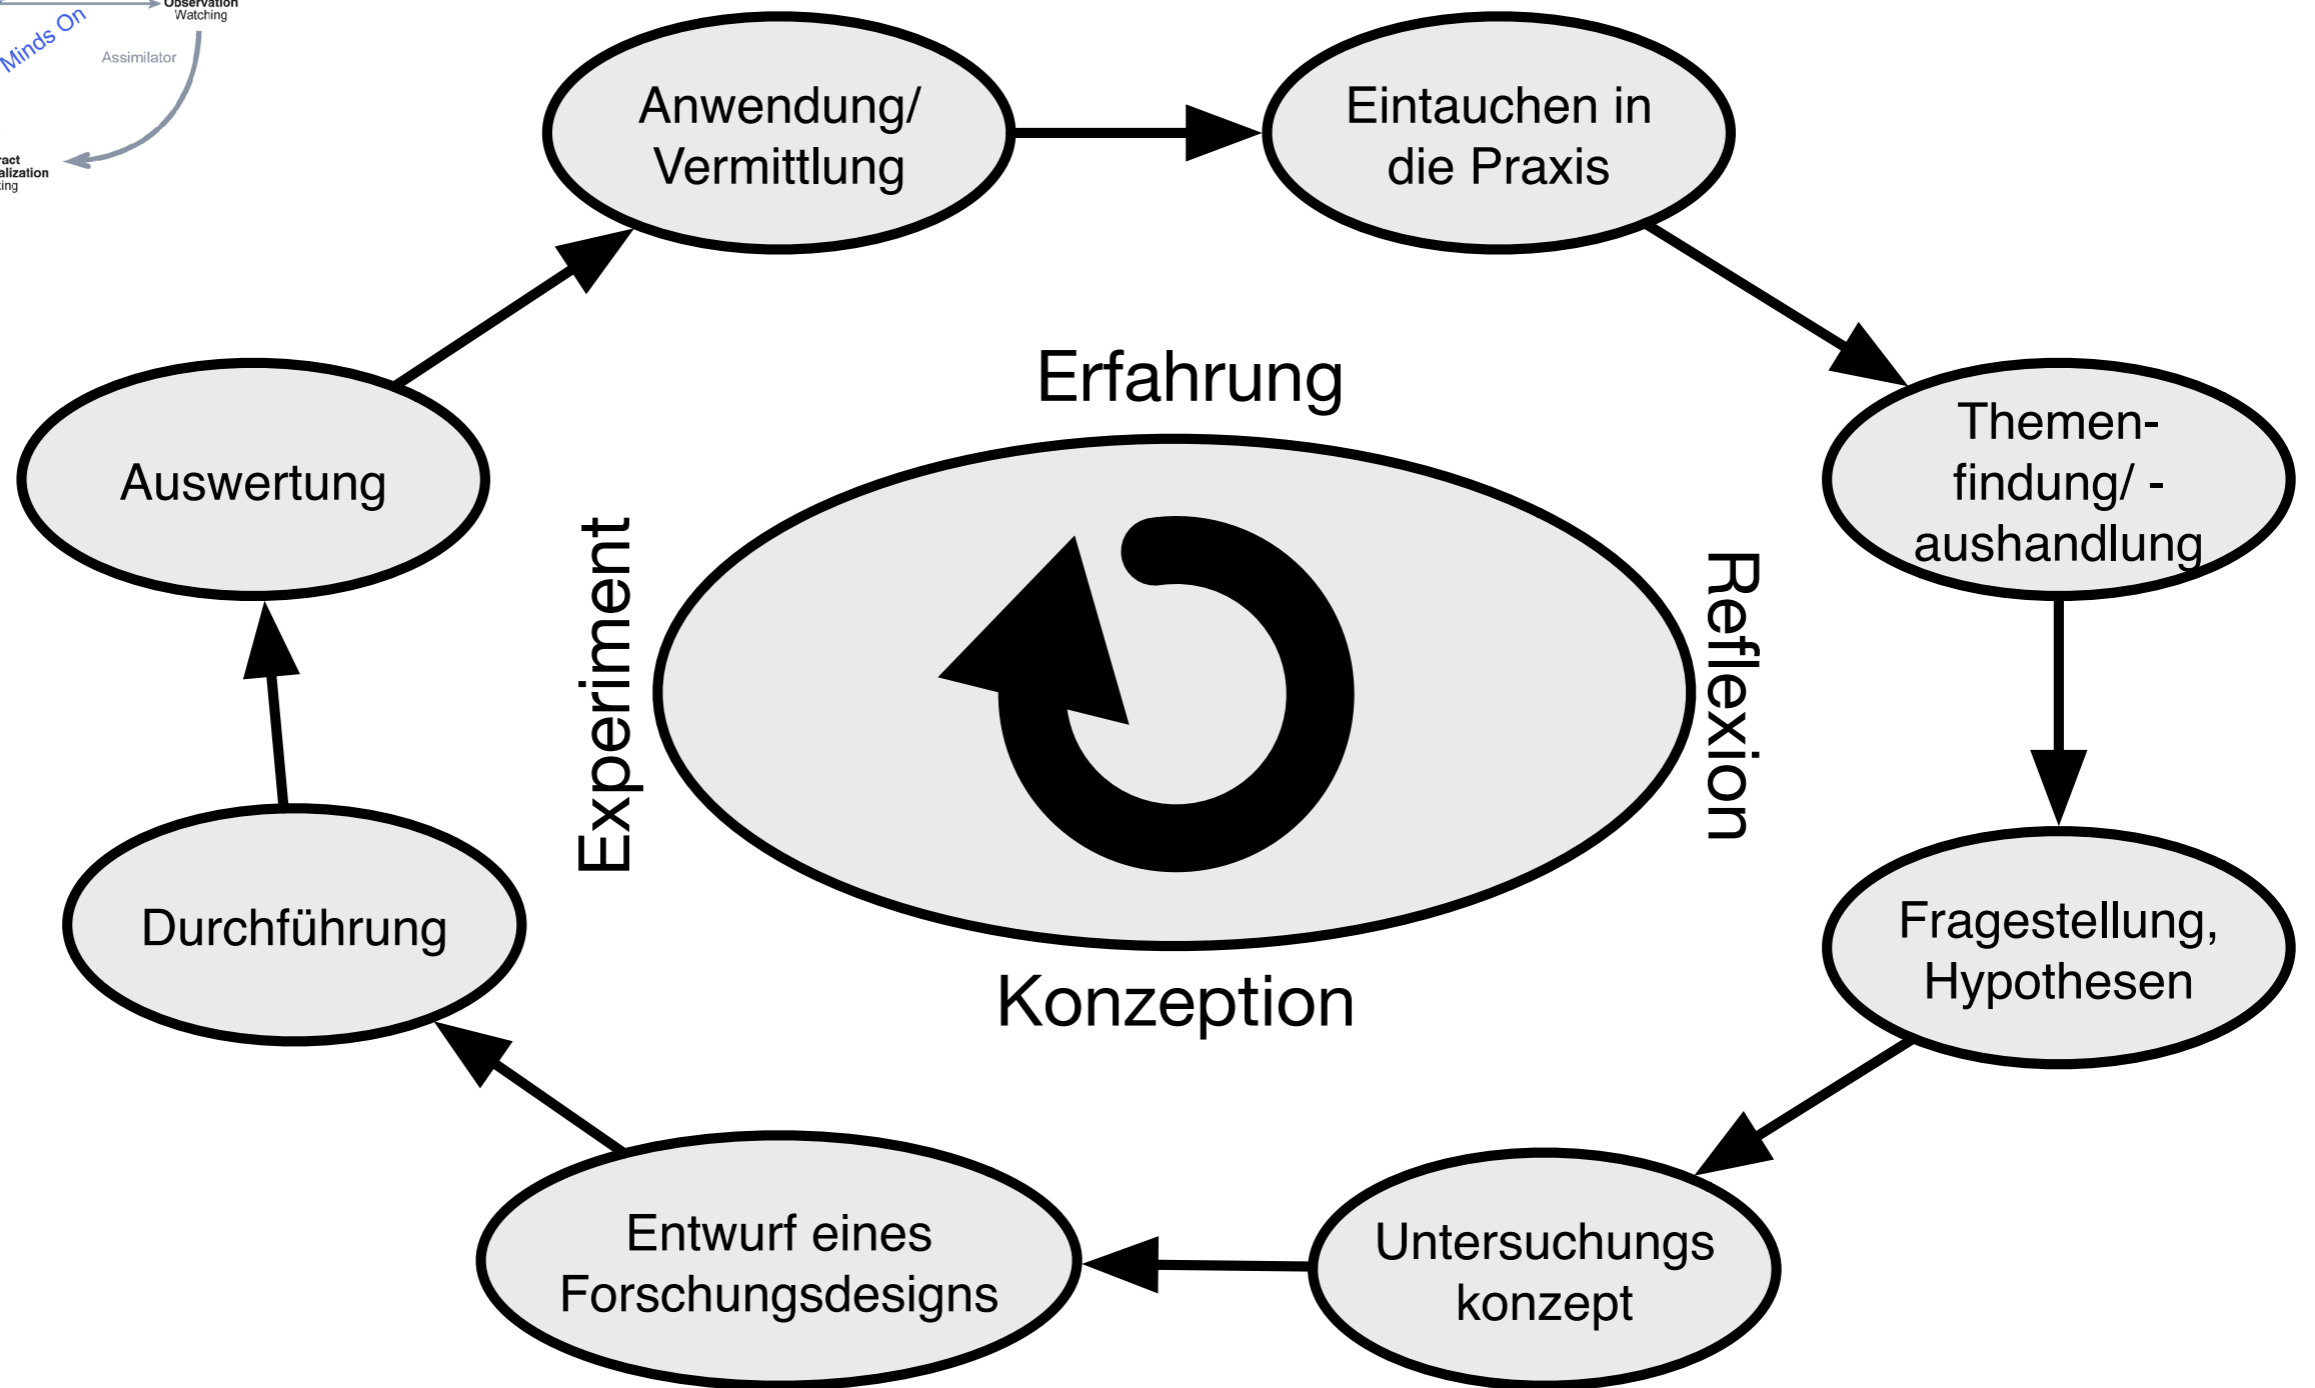 Observation
Watching
Minds On
Assimilator
Anwendung/
Vermittlung
Eintauchen in
die Praxis
Erfahrung
Themen-
findung/ -
aushandlung
Auswertung
Experiment
Reflexion
Durchführung
Fragestellung,
Hypothesen
Konzeption
Entwurf eines
Forschungsdesigns
Untersuchungs
konzept